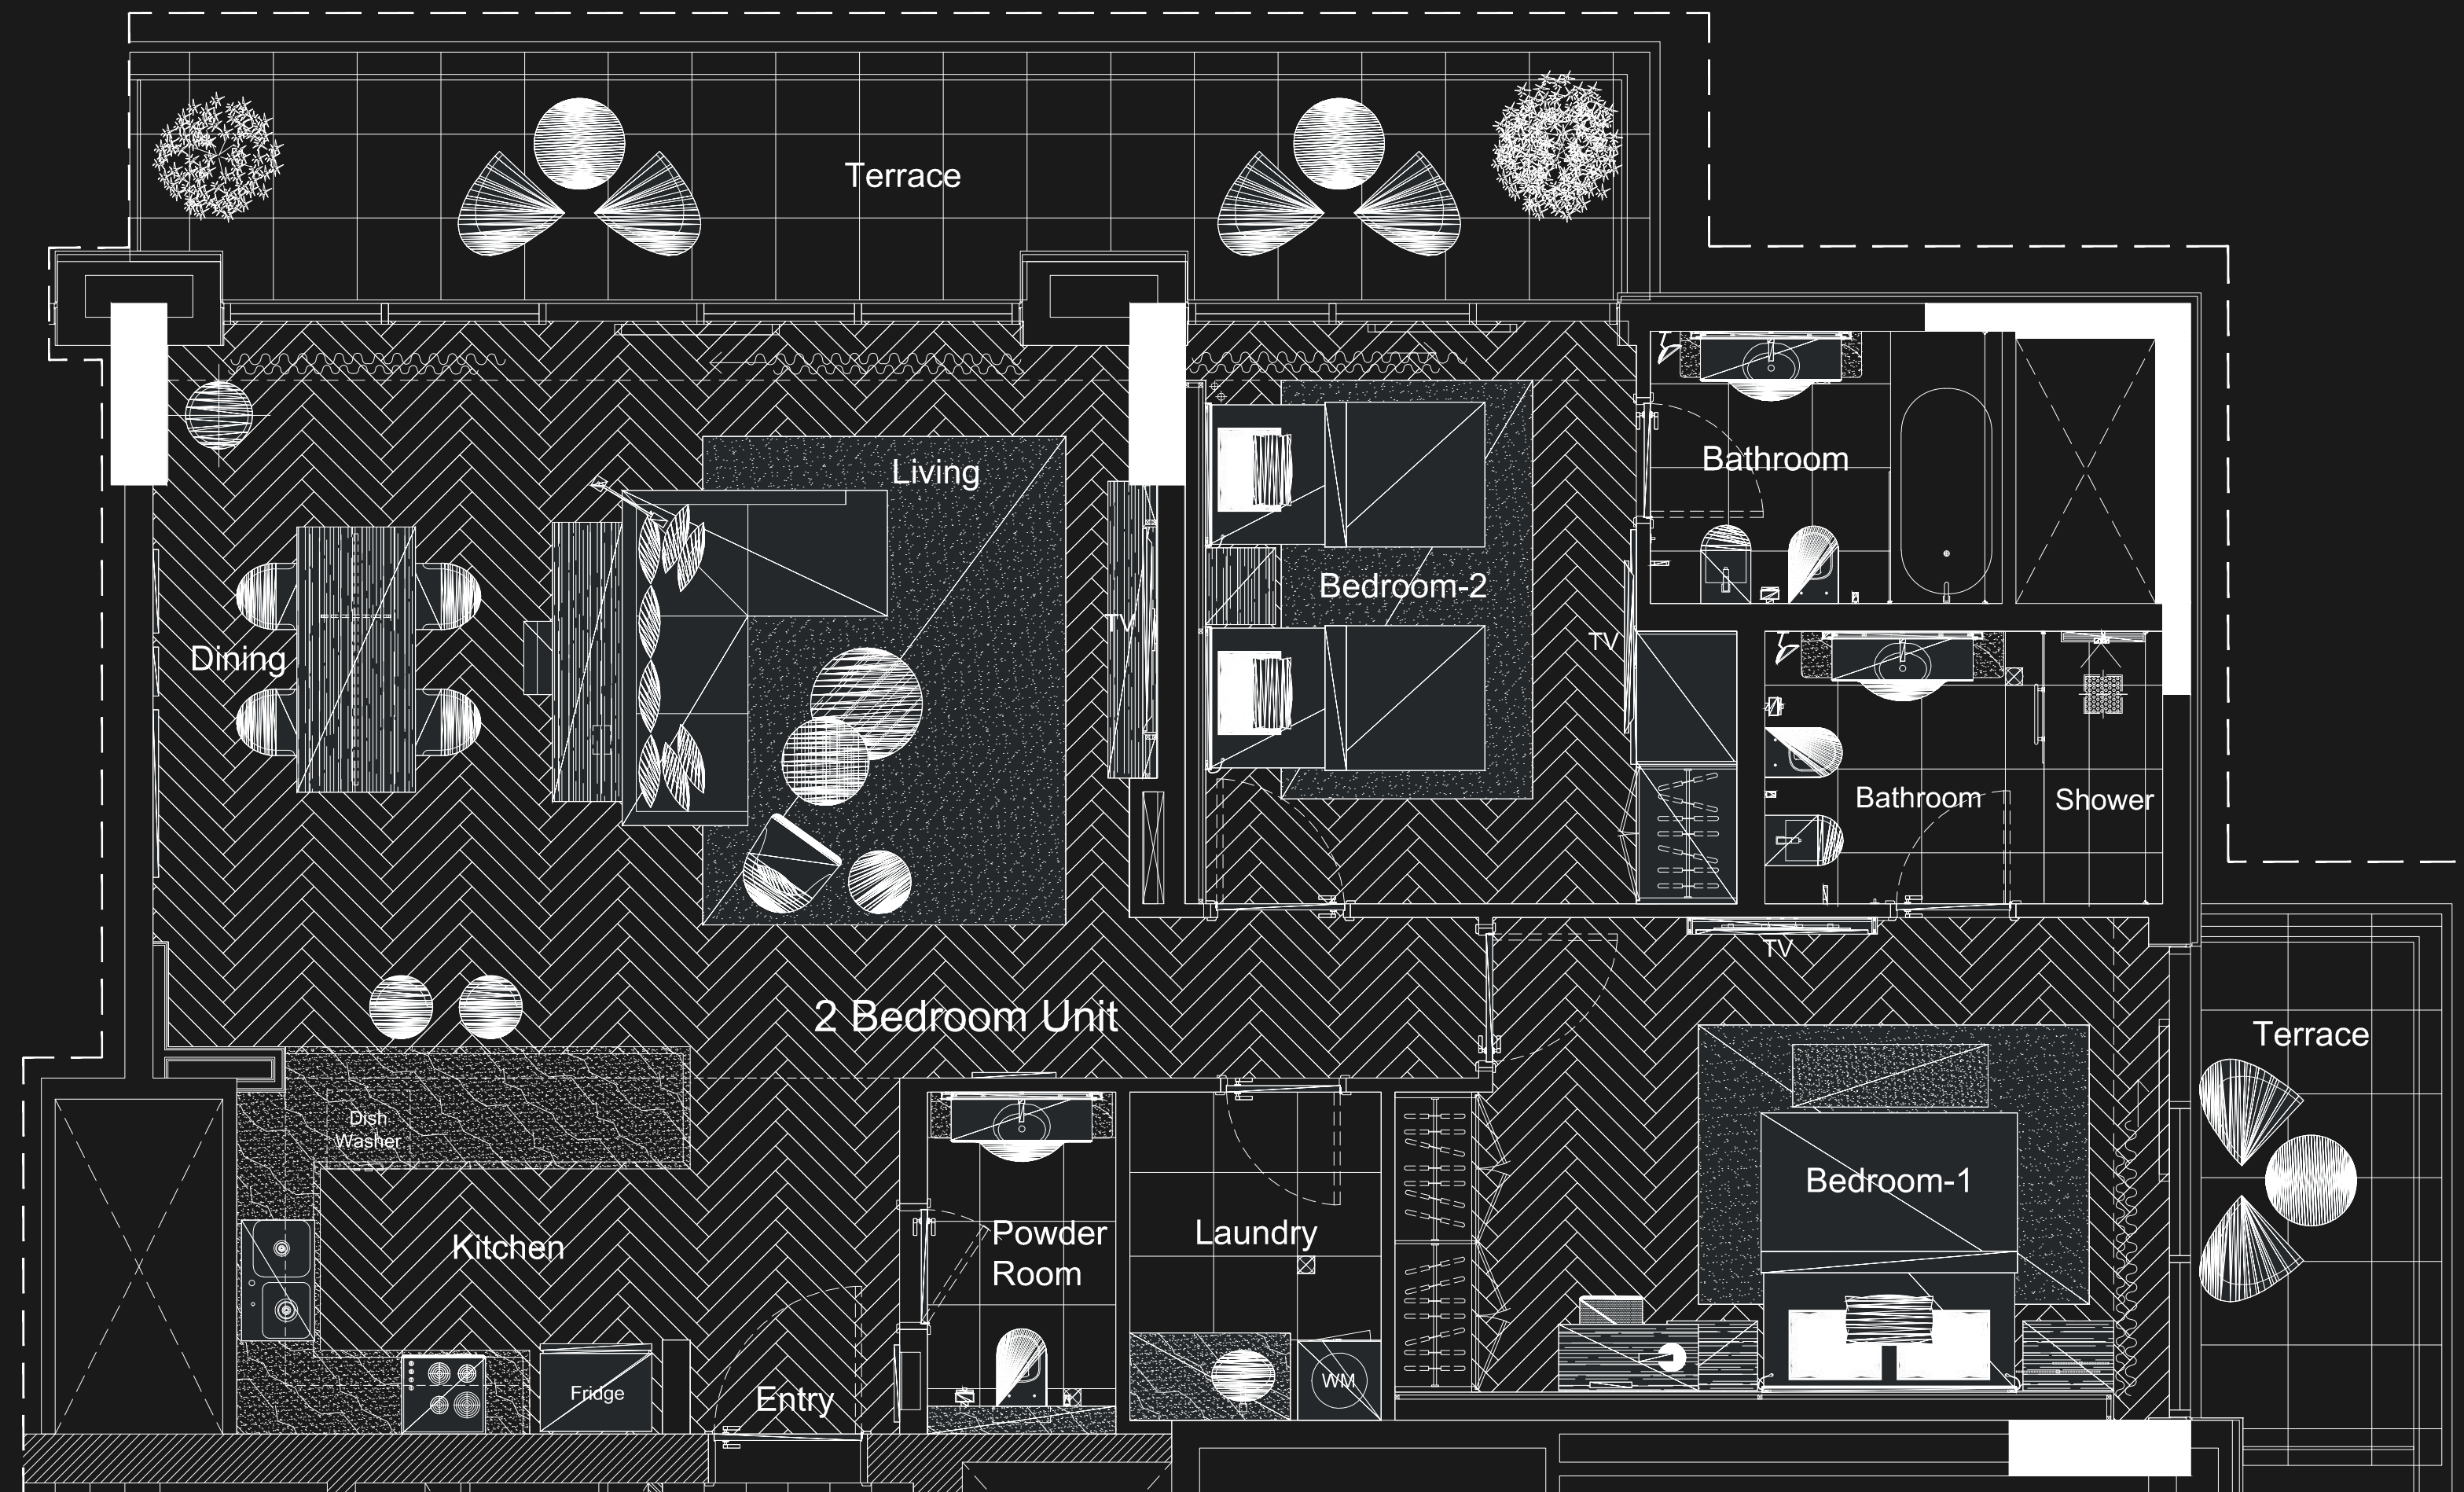 Terrace
Living
Bathroom
Bedroom-2
TV
TV
Dining
Bathroom
Shower
TV
2 Bedroom Unit
Terrace
Dish
Washer
Bedroom-1
Kitchen
Powder
Room
Laundry
Fridge
Entry
WM